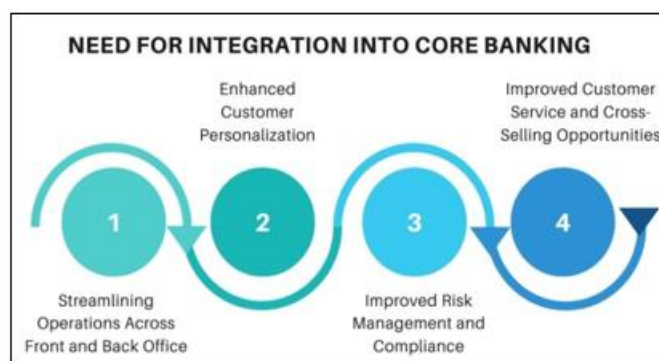 NEED FOR INTEGRATION INTO CORE BANKING
1
Streamlining
Operations Across
Front and Back Office
Enhanced
Customer
Personalization
2
3
Improved Risk
Management and
Compliance
Improved Customer
Service and Cross-
Selling Opportunities
4